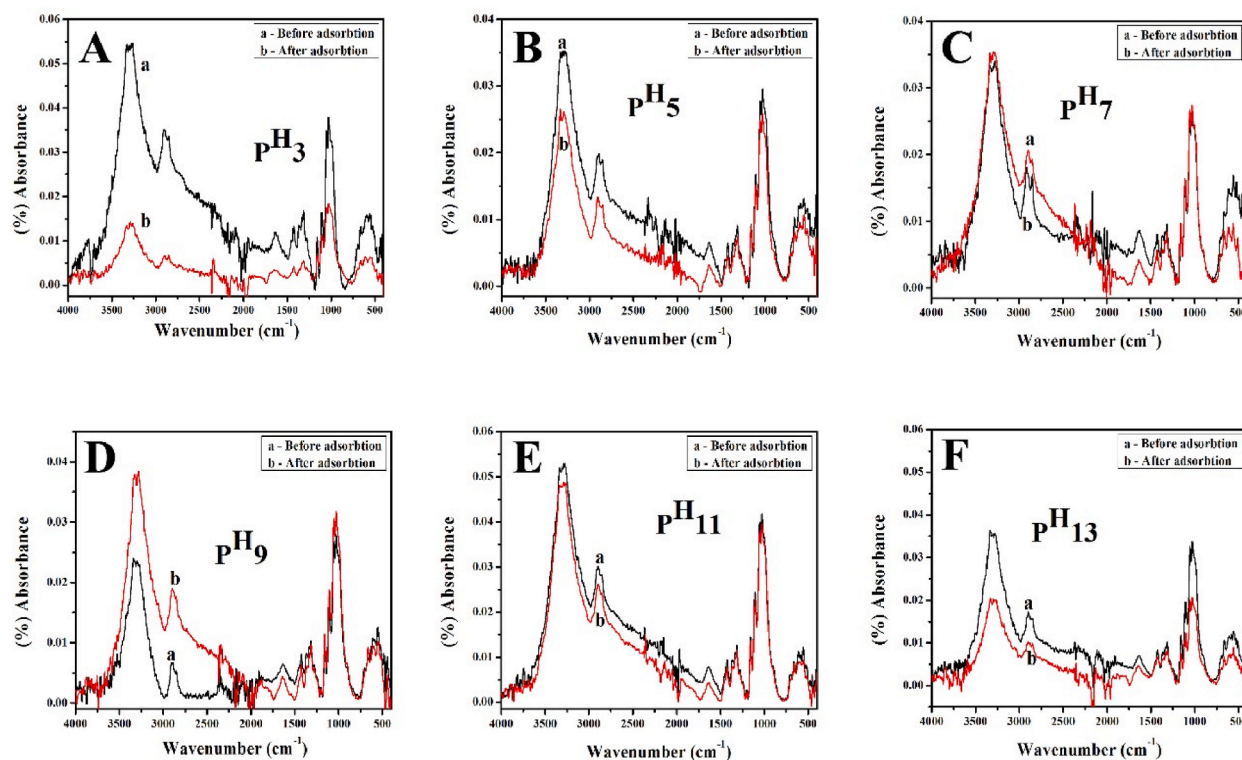 A
a - Before adsorbtion
b - After adsorbtion
a
P^H_3
b
(%) Absorbance
0.06
0.05
0.04
0.03
0.02
0.01
0.00
4000 3500 3000 2500 2000 1500 1000 500
Wavenumber (cm⁻¹)
B
a - Before adsorbtion
b - After adsorbtion
a
P^H_5
b
(%) Absorbance
0.04
0.03
0.02
0.01
0.00
4000 3500 3000 2500 2000 1500 1000 500
Wavenumber (cm⁻¹)
C
a - Before adsorbtion
b - After adsorbtion
P^H_7
a
b
(%) Absorbance
0.04
0.03
0.02
0.01
0.00
4000 3500 3000 2500 2000 1500 1000 500
Wavenumber (cm⁻¹)
D
a - Before adsorbtion
b - After adsorbtion
P^H_9
b
a
(%) Absorbance
0.04
0.03
0.02
0.01
0.00
4000 3500 3000 2500 2000 1500 1000 500
Wavenumber (cm⁻¹)
E
a - Before adsorbtion
b - After adsorbtion
P^H_11
a
b
(%) Absorbance
0.06
0.05
0.04
0.03
0.02
0.01
0.00
4000 3500 3000 2500 2000 1500 1000 500
Wavenumber (cm⁻¹)
F
a - Before adsorbtion
b - After adsorbtion
P^H_13
a
b
(%) Absorbance
0.06
0.05
0.04
0.03
0.02
0.01
0.00
4000 3500 3000 2500 2000 1500 1000 500
Wavenumber (cm⁻¹)